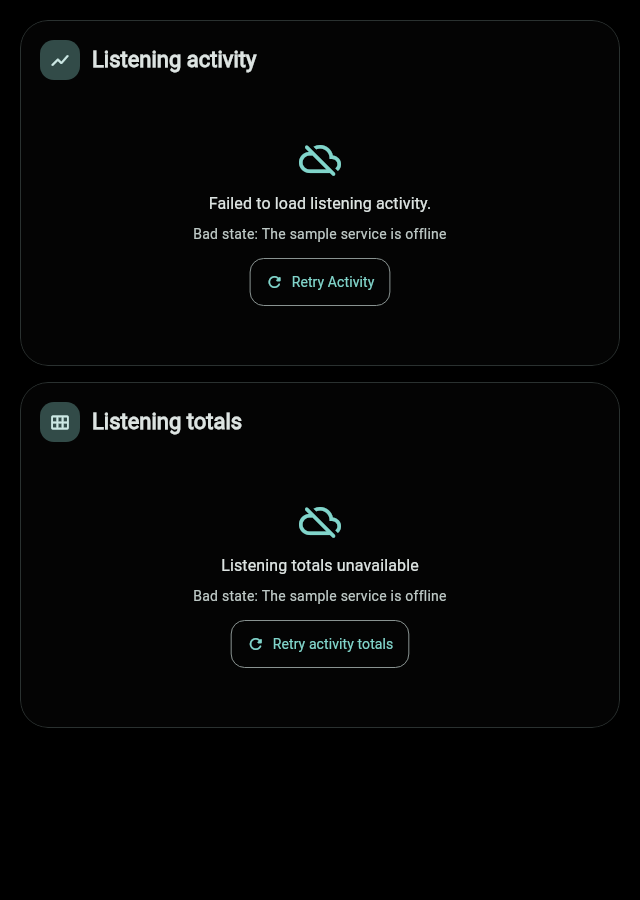 Listening activity
Failed to load listening activity.
Bad state: The sample service is offline
Retry Activity
Listening totals
Listening totals unavailable
Bad state: The sample service is offline
Retry activity totals